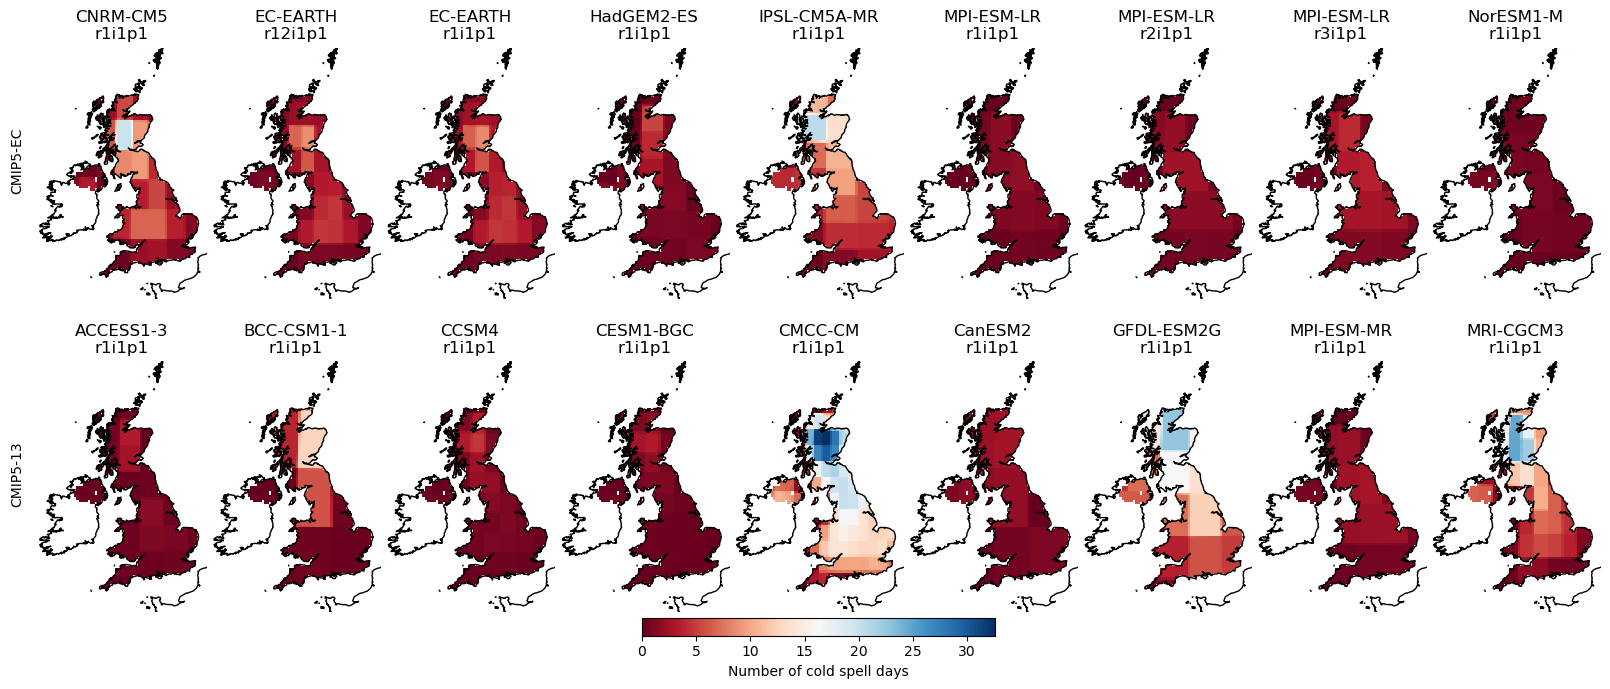 CNRM-CM5 EC-EARTH EC-EARTH HadGEM2-ES IPSL-CM5A-MR MPI-ESM-LR MPI-ESM-LR MPI-ESM-LR NorESM1-M
r1i1p1 r12i1p1 r1i1p1 r1i1p1 r1i1p1 r1i1p1 r2i1p1 r3i1p1 r1i1p1
CMIP5-EC
ACCESS1-3 BCC-CSM1-1 CCSM4 CESM1-BGC CMCC-CM CanESM2 GFDL-ESM2G MPI-ESM-MR MRI-CGCM3
r1i1p1 r1i1p1 r1i1p1 r1i1p1 r1i1p1 r1i1p1 r1i1p1 r1i1p1 r1i1p1
CMIP5-13
0 5 10 15 20 25 30
Number of cold spell days